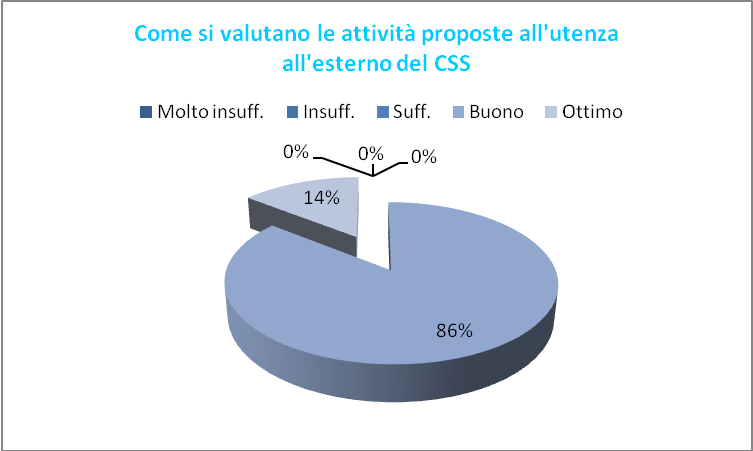 Come si valutano le attività proposte all'utenza
all'esterno del CSS
Molto insuff. Insuff. Suff. Buono Ottimo
0% 0% 0%
14%
86%